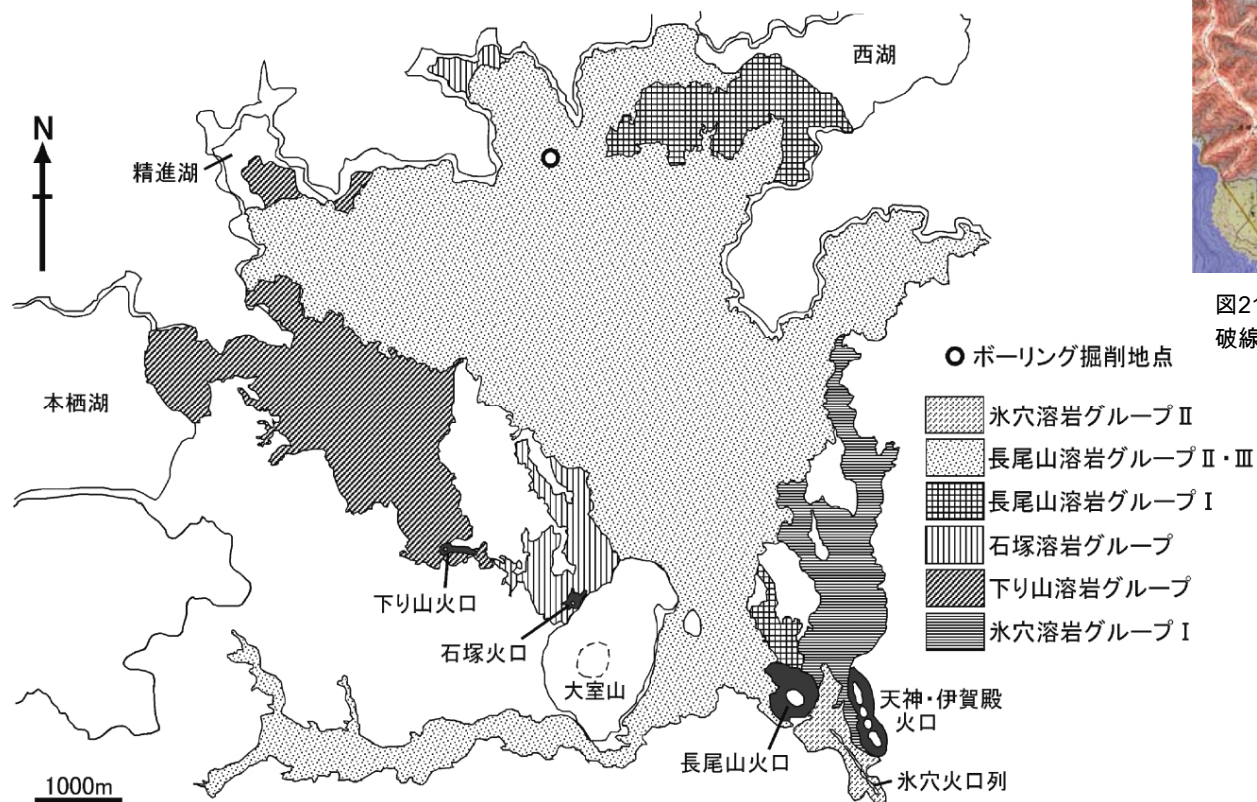 西湖
N
精進湖
図2
破線
ボーリング掘削地点
本栖湖
氷穴溶岩グループⅡ
長尾山溶岩グループⅡ・Ⅲ
長尾山溶岩グループⅠ
石塚溶岩グループ
下り山溶岩グループ
氷穴溶岩グループⅠ
下り山火口
石塚火口
大室山
天神・伊賀殿
火口
長尾山火口
氷穴火口列
1000m